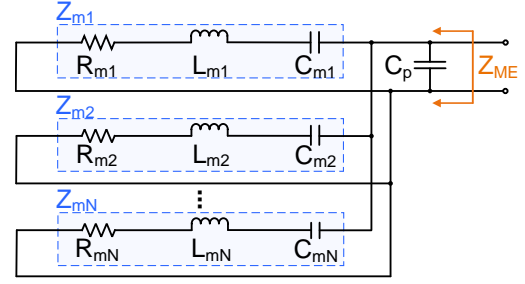 Zm1
Rm1 Lm1 Cm1 Cp ZME
Zm2
Rm2 Lm2 Cm2
⋮
ZmN
RmN LmN CmN